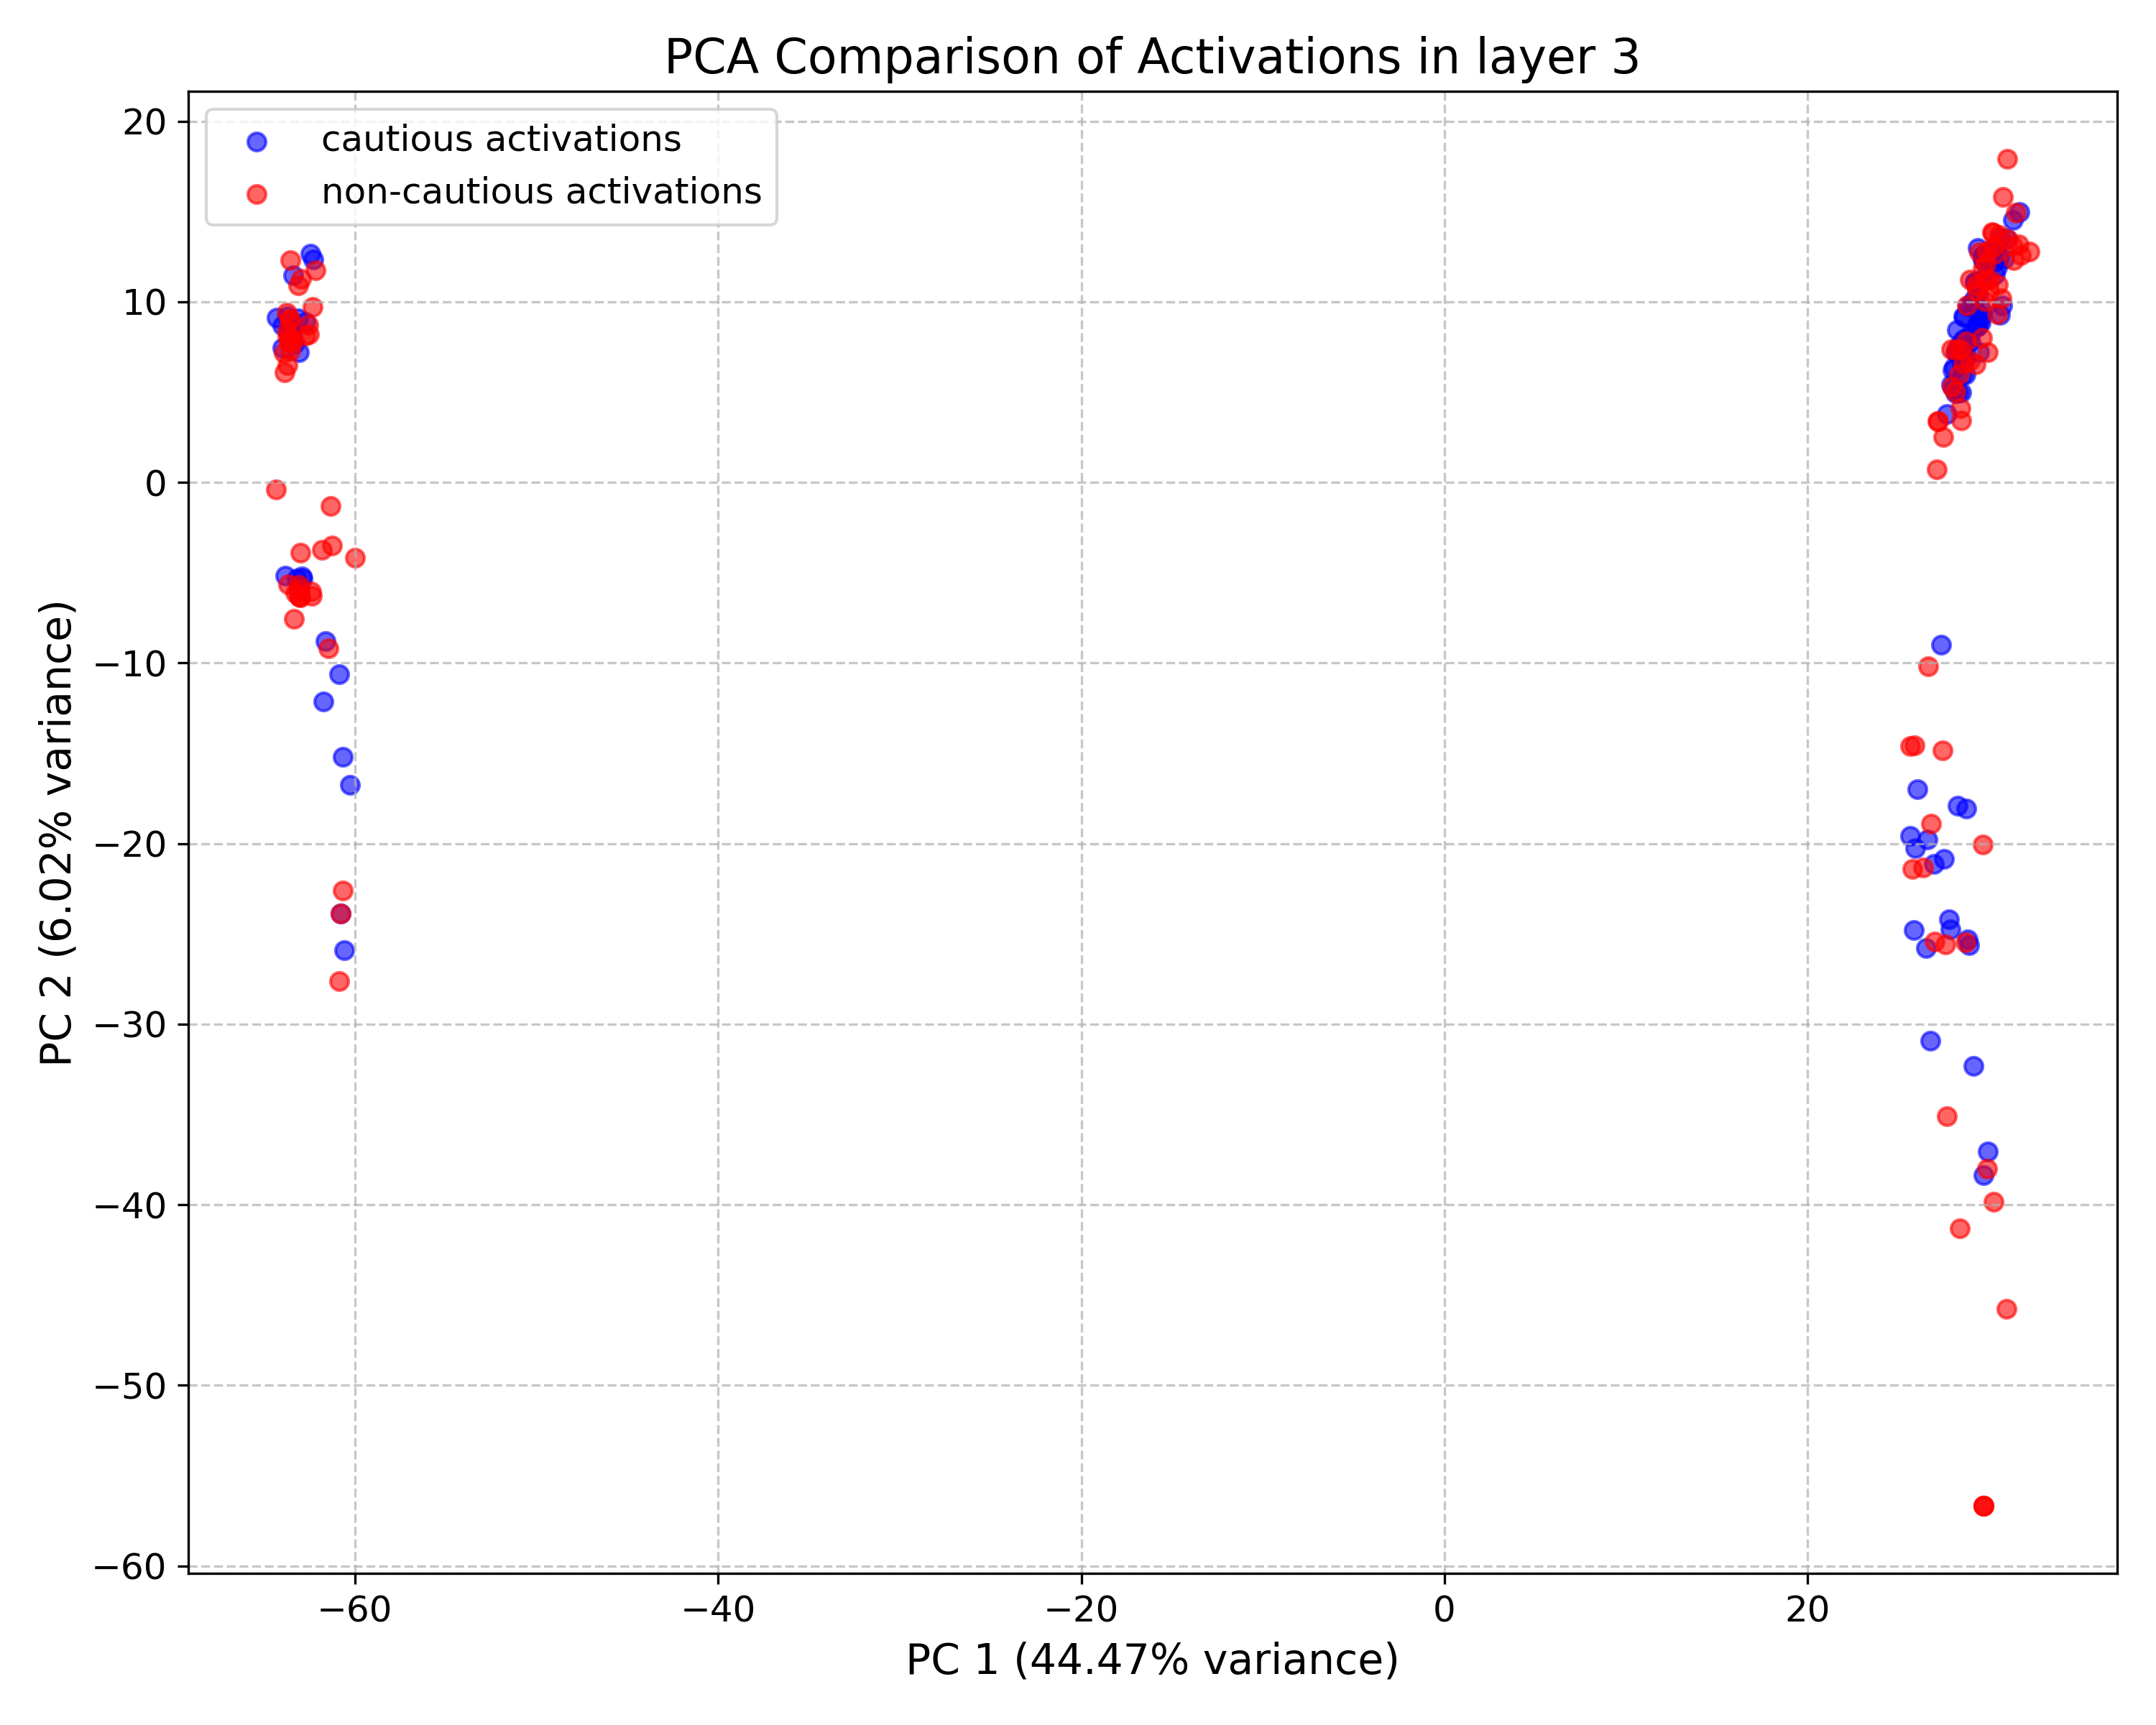 PCA Comparison of Activations in layer 3
cautious activations
non-cautious activations
20
10
0
−10
−20
−30
−40
−50
−60
PC 2 (6.02% variance)
−60
−40
−20
0
20
PC 1 (44.47% variance)